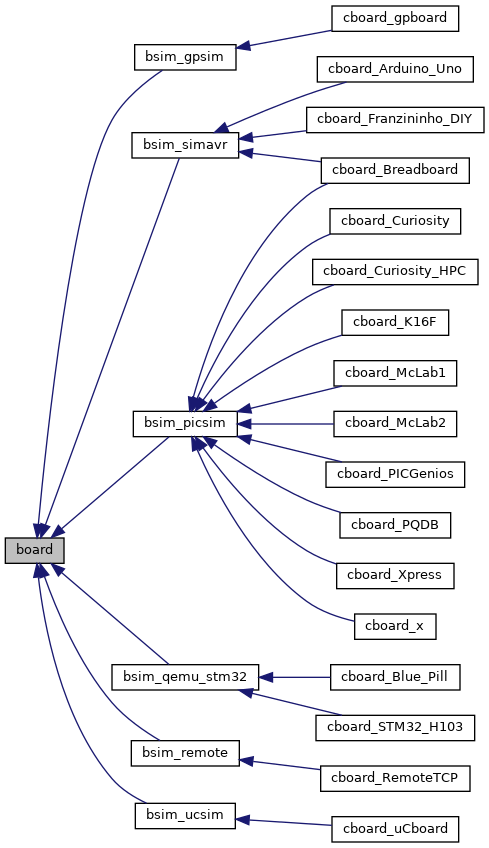 board
bsim_gpsim
bsim_simavr
bsim_picsim
bsim_qemu_stm32
bsim_remote
bsim_ucsim
cboard_gpboard
cboard_Arduino_Uno
cboard_Franzininho_DIY
cboard_Breadboard
cboard_Curiosity
cboard_Curiosity_HPC
cboard_K16F
cboard_McLab1
cboard_McLab2
cboard_PICGenios
cboard_PQDB
cboard_Xpress
cboard_x
cboard_Blue_Pill
cboard_STM32_H103
cboard_RemoteTCP
cboard_uCboard